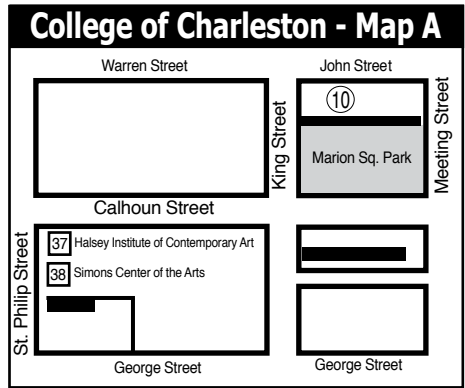 College of Charleston - Map A
Warren Street
John Street
10
King Street
Meeting Street
Marion Sq. Park
Calhoun Street
St. Philip Street
37 Halsey Institute of Contemporary Art
38 Simons Center of the Arts
George Street
George Street